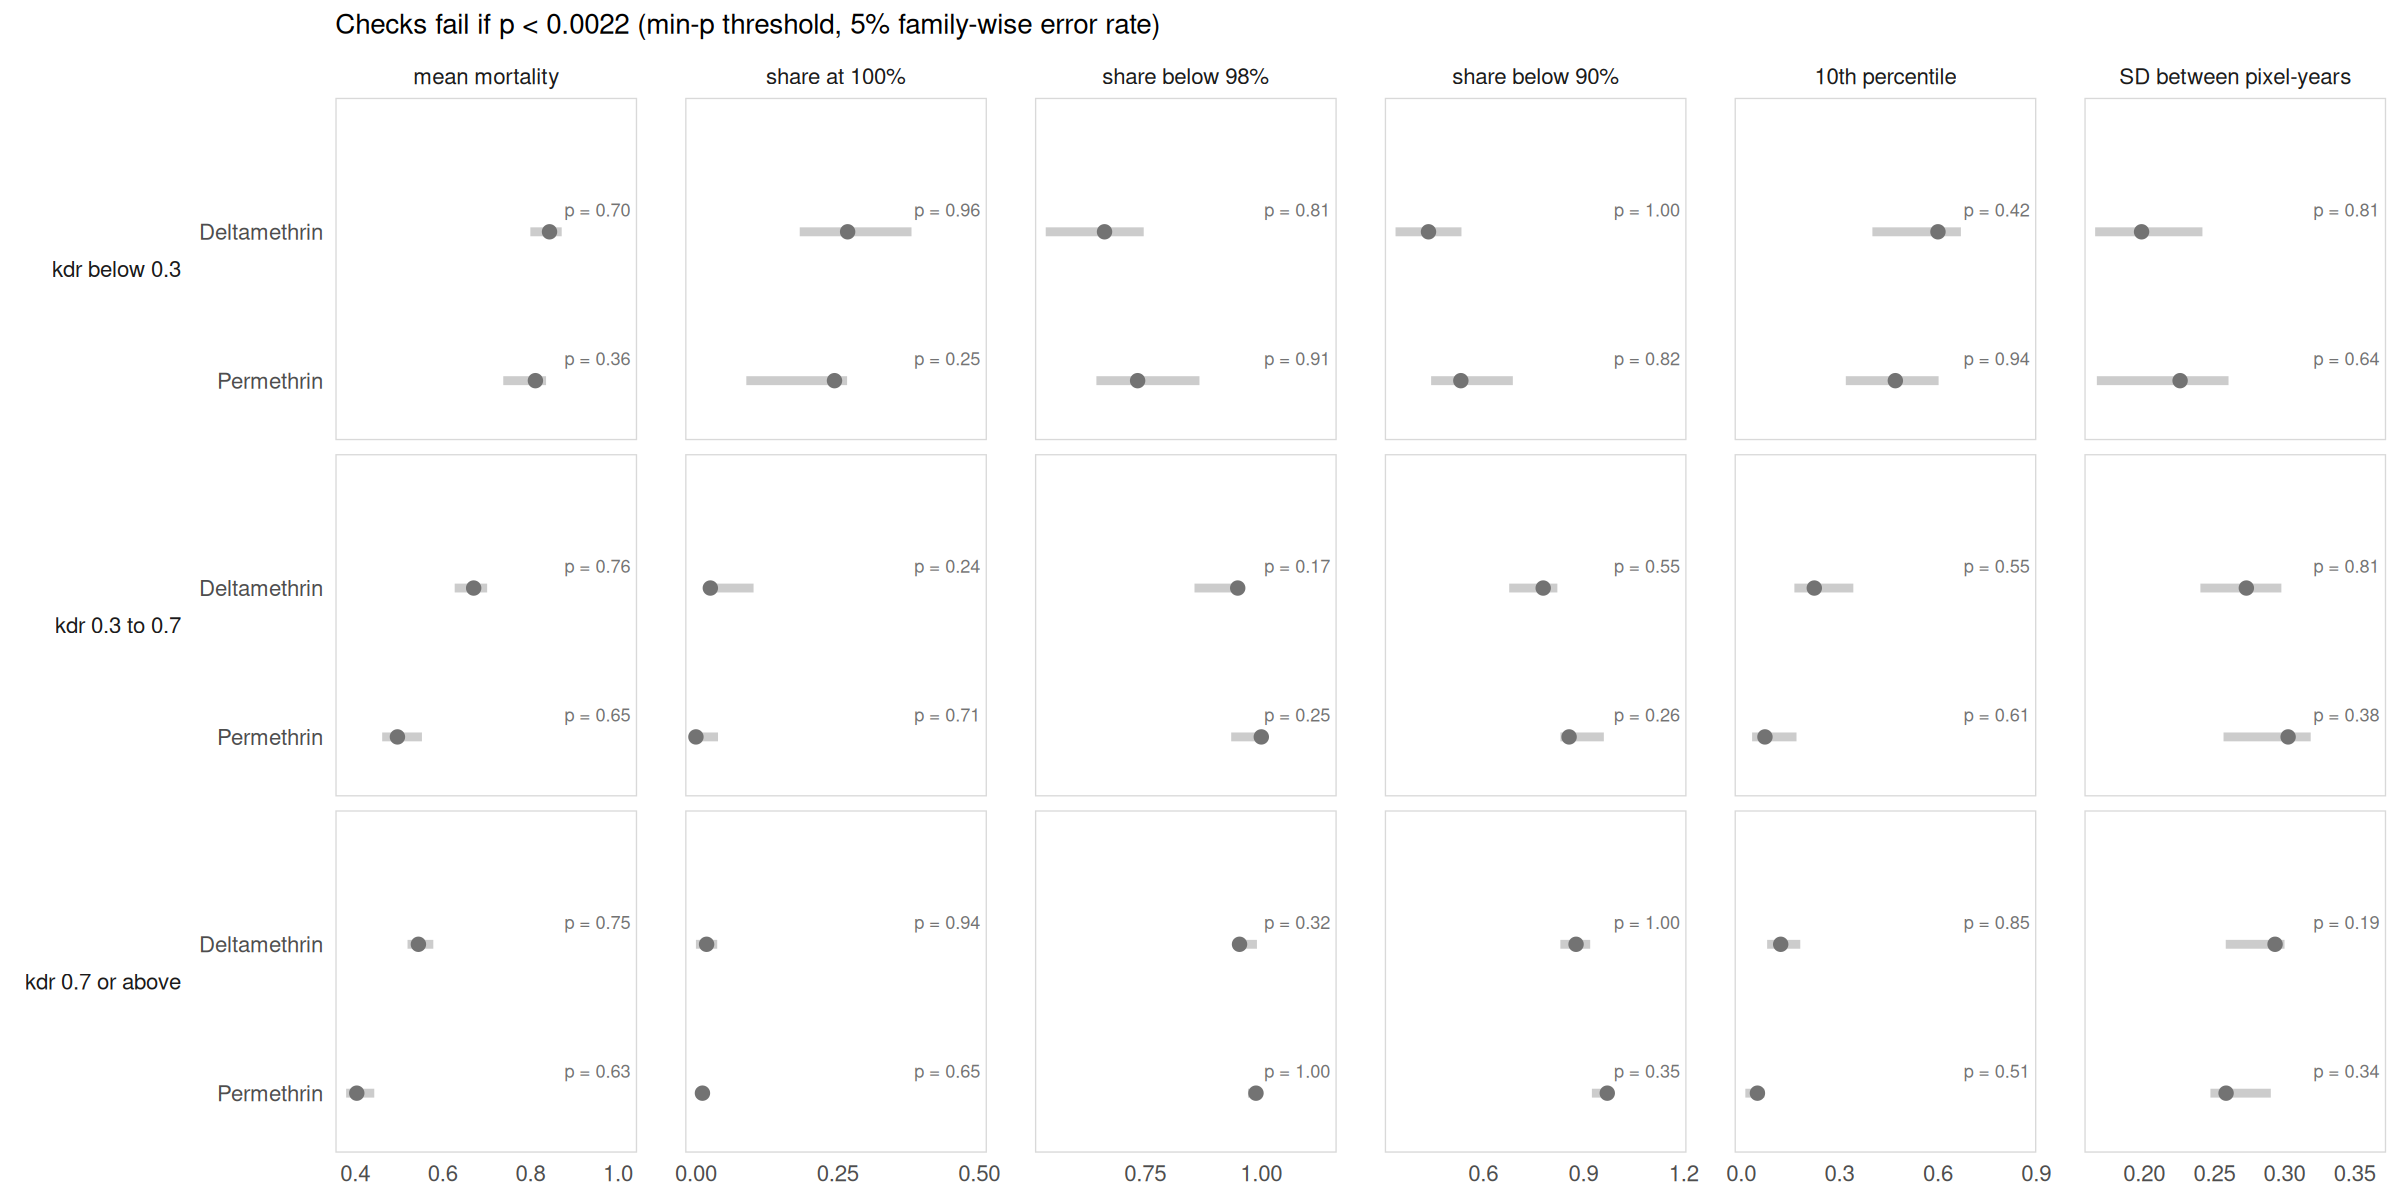 Checks fail if p < 0.0022 (min-p threshold, 5% family-wise error rate)
mean mortality share at 100% share below 98% share below 90% 10th percentile SD between pixel-years
kdr below 0.3
Deltamethrin p = 0.70 p = 0.96 p = 0.81 p = 1.00 p = 0.42 p = 0.81
Permethrin p = 0.36 p = 0.25 p = 0.91 p = 0.82 p = 0.94 p = 0.64
kdr 0.3 to 0.7
Deltamethrin p = 0.76 p = 0.24 p = 0.17 p = 0.55 p = 0.55 p = 0.81
Permethrin p = 0.65 p = 0.71 p = 0.25 p = 0.26 p = 0.61 p = 0.38
kdr 0.7 or above
Deltamethrin p = 0.75 p = 0.94 p = 0.32 p = 1.00 p = 0.85 p = 0.19
Permethrin p = 0.63 p = 0.65 p = 1.00 p = 0.35 p = 0.51 p = 0.34
0.4 0.6 0.8 1.0 0.00 0.25 0.50 0.75 1.00 0.6 0.9 1.2 0.0 0.3 0.6 0.9 0.20 0.25 0.30 0.35